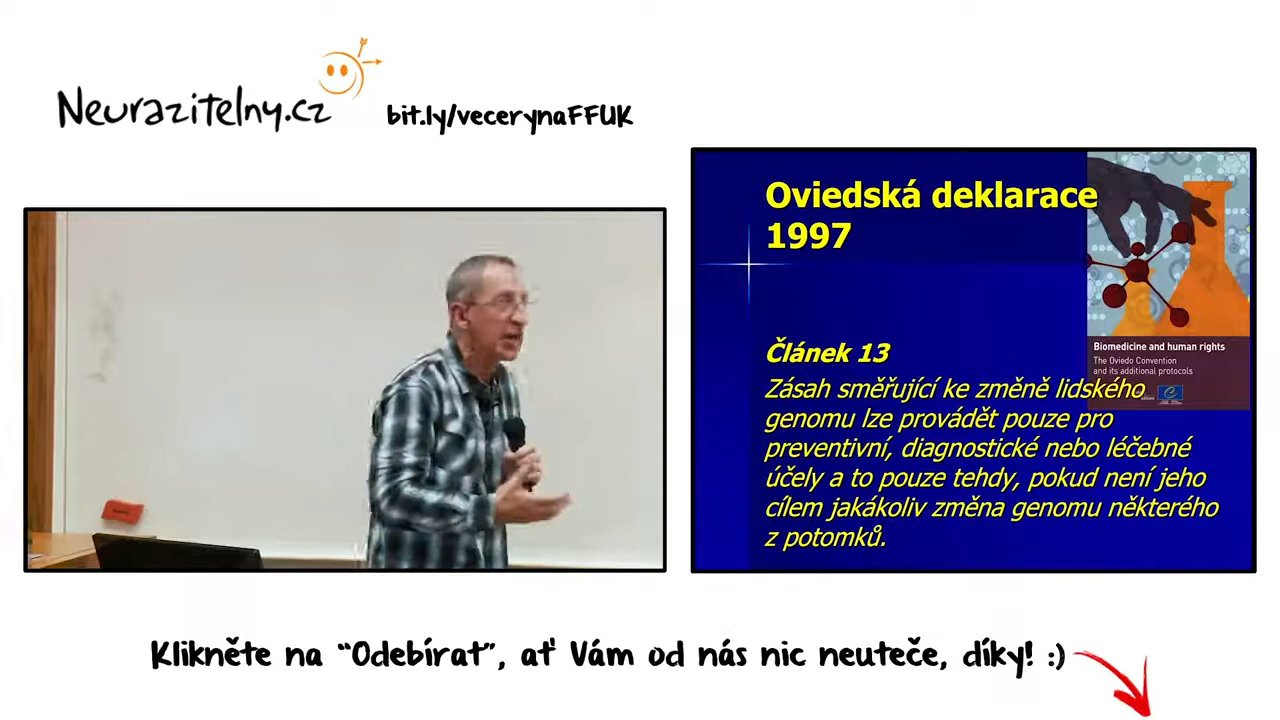 Neurazitelny.cz
bit.ly/vecerynaFFUK
Oviedská deklarace
1997
Biomedicine and human rights
The Oviedo Convention
and its additional protocols
Článek 13
Zásah směřující ke změně lidského
genomu lze provádět pouze pro
preventivní, diagnostické nebo léčebné
účely a to pouze tehdy, pokud není jeho
cílem jakákoliv změna genomu některého
z potomků.
Klikněte na “Odebírat”, ať Vám od nás nic neuteče, díky! :)